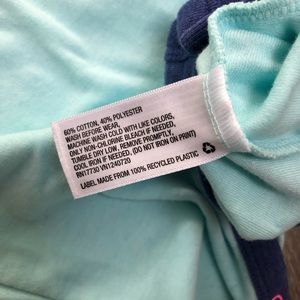 60% COTTON, 40% POLYESTER
WASH BEFORE WEAR,
MACHINE WASH COLD WITH LIKE COLORS,
ONLY NON-CHLORINE BLEACH IF NEEDED,
TUMBLE DRY LOW, REMOVE PROMPTLY,
COOL IRON IF NEEDED. (DO NOT IRON ON PRINT)
RN17730 VN1240720
LABEL MADE FROM 100% RECYCLED PLASTIC